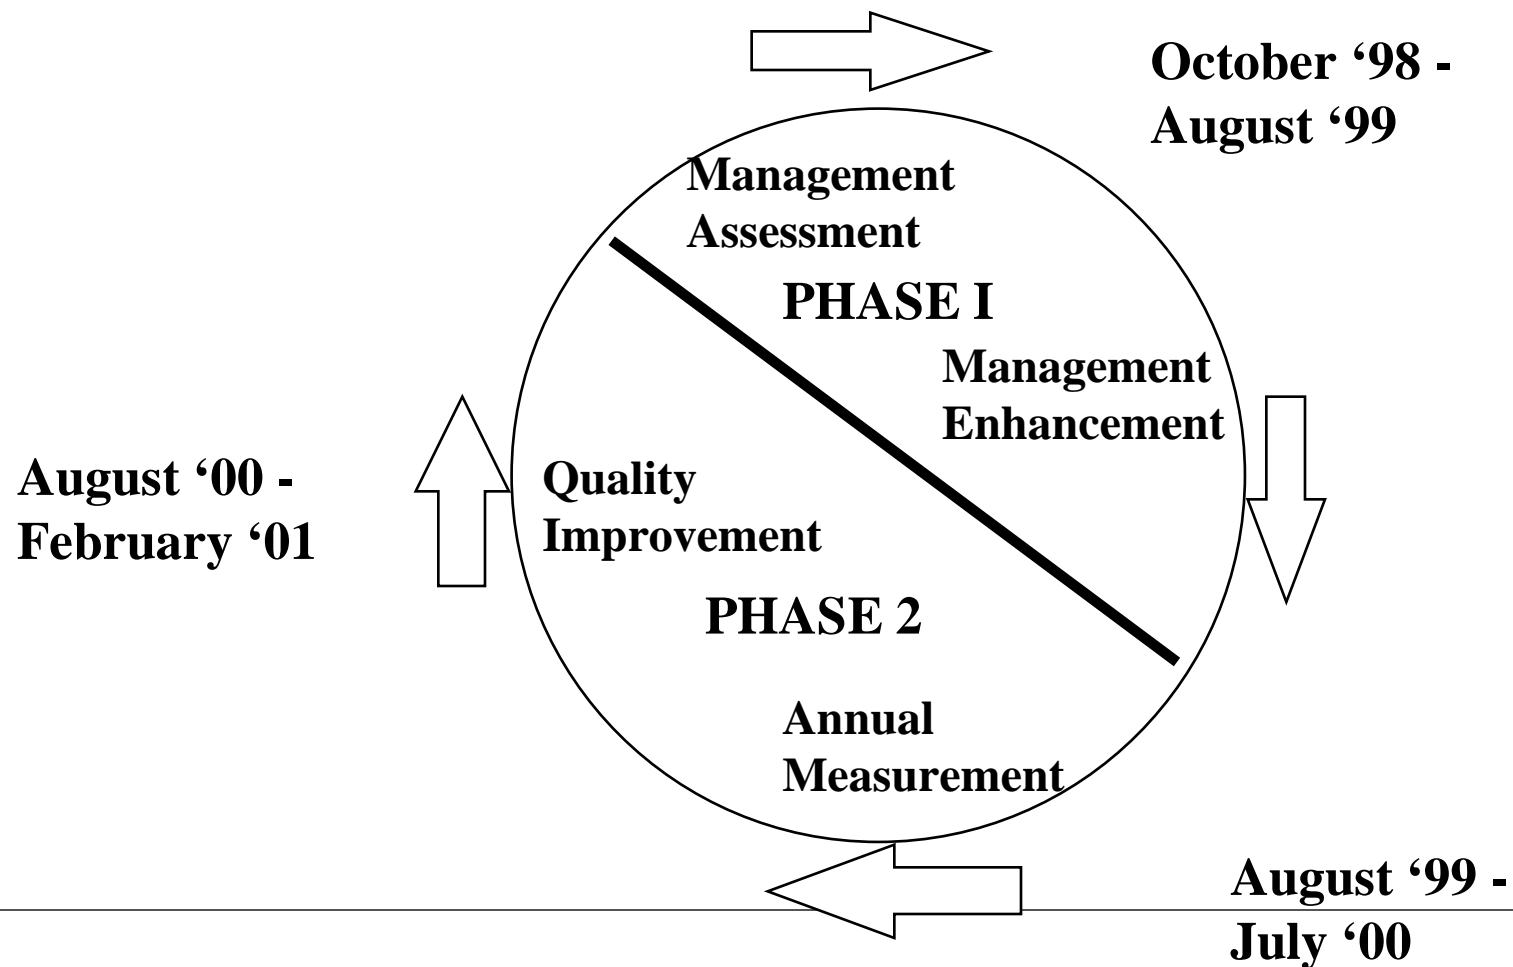 October ‘98 -
August ‘99
Management
Assessment
PHASE I
Management
Enhancement
August ‘00 -
February ‘01
Quality
Improvement
PHASE 2
Annual
Measurement
August ‘99 -
July ‘00